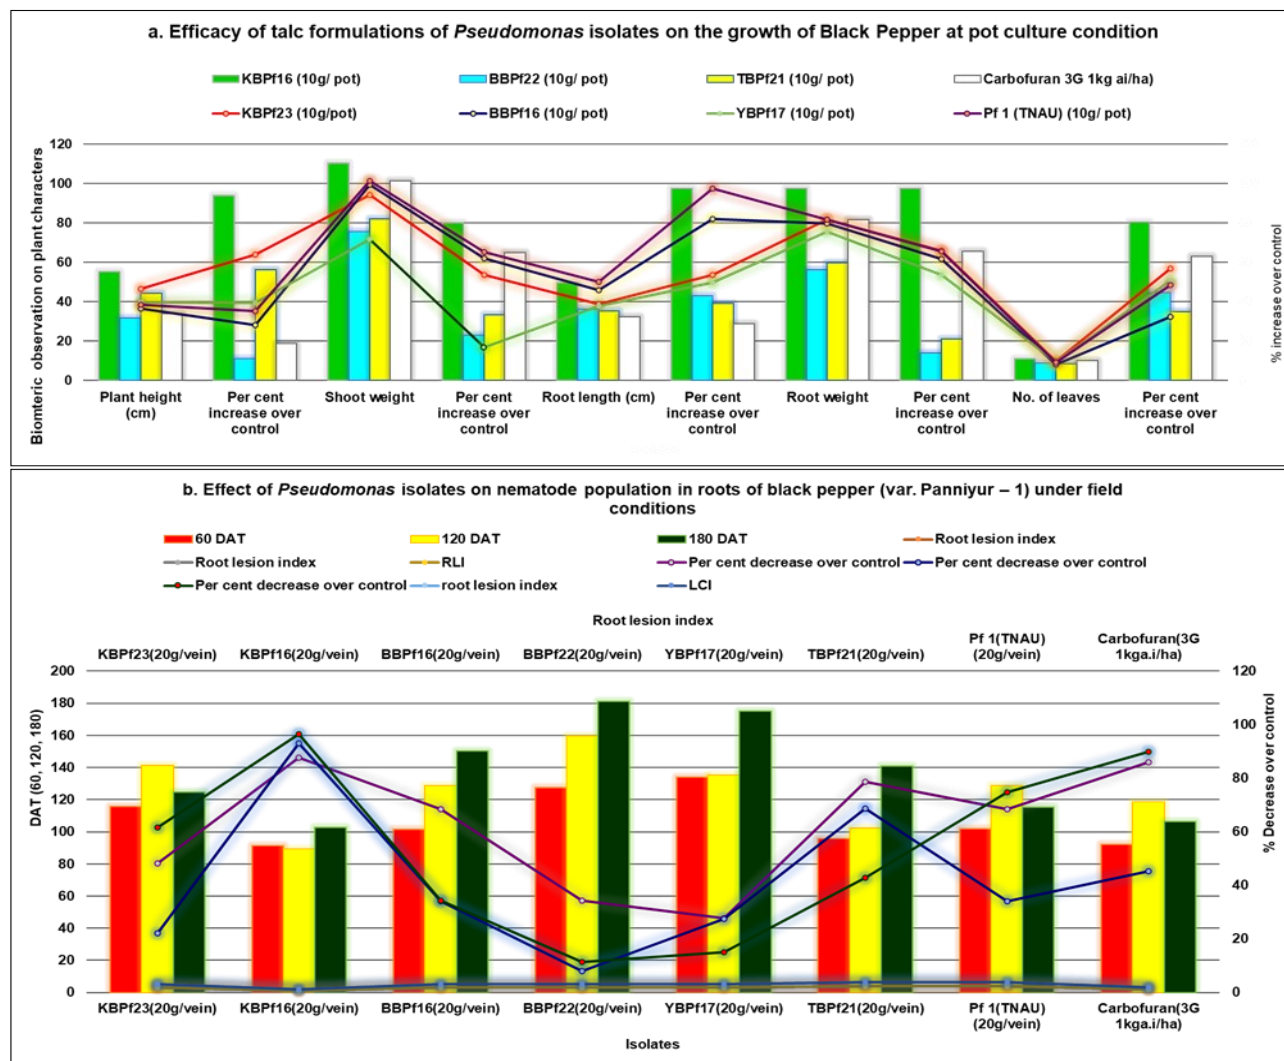 a. Efficacy of talc formulations of Pseudomonas isolates on the growth of Black Pepper at pot culture condition
KBPf16 (10g/ pot)
BBPf22 (10g/ pot)
TBPf21 (10g/ pot)
Carbofuran 3G 1kg ai/ha)
KBPf23 (10g/pot)
BBPf16 (10g/ pot)
YBPf17 (10g/ pot)
Pf 1 (TNAU) (10g/ pot)
Biomteric observation on plant characters
120
100
80
60
40
20
0
% increase over control
Plant height (cm)
Per cent increase over control
Shoot weight
Per cent increase over control
Root length (cm)
Per cent increase over control
Root weight
Per cent increase over control
No. of leaves
Per cent increase over control
b. Effect of Pseudomonas isolates on nematode population in roots of black pepper (var. Panniyur – 1) under field
conditions
60 DAT
120 DAT
180 DAT
Root lesion index
Root lesion index
RLI
Per cent decrease over control
Per cent decrease over control
Per cent decrease over control
root lesion index
LCI
Root lesion index
KBPf23(20g/vein)
KBPf16(20g/vein)
BBPf16(20g/vein)
BBPf22(20g/vein)
YBPf17(20g/vein)
TBPf21(20g/vein)
Pf 1(TNAU) (20g/vein)
Carbofuran(3G 1kga.i/ha)
DAT (60, 120, 180)
200
180
160
140
120
100
80
60
40
20
0
120
100
80
60
40
20
0
% Decrease over control
KBPf23(20g/vein)
KBPf16(20g/vein)
BBPf16(20g/vein)
BBPf22(20g/vein)
YBPf17(20g/vein)
TBPf21(20g/vein)
Pf 1(TNAU) (20g/vein)
Carbofuran(3G 1kga.i/ha)
Isolates